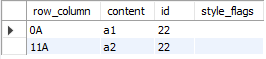 row_column content id style_flags
0A a1 22
11A a2 22